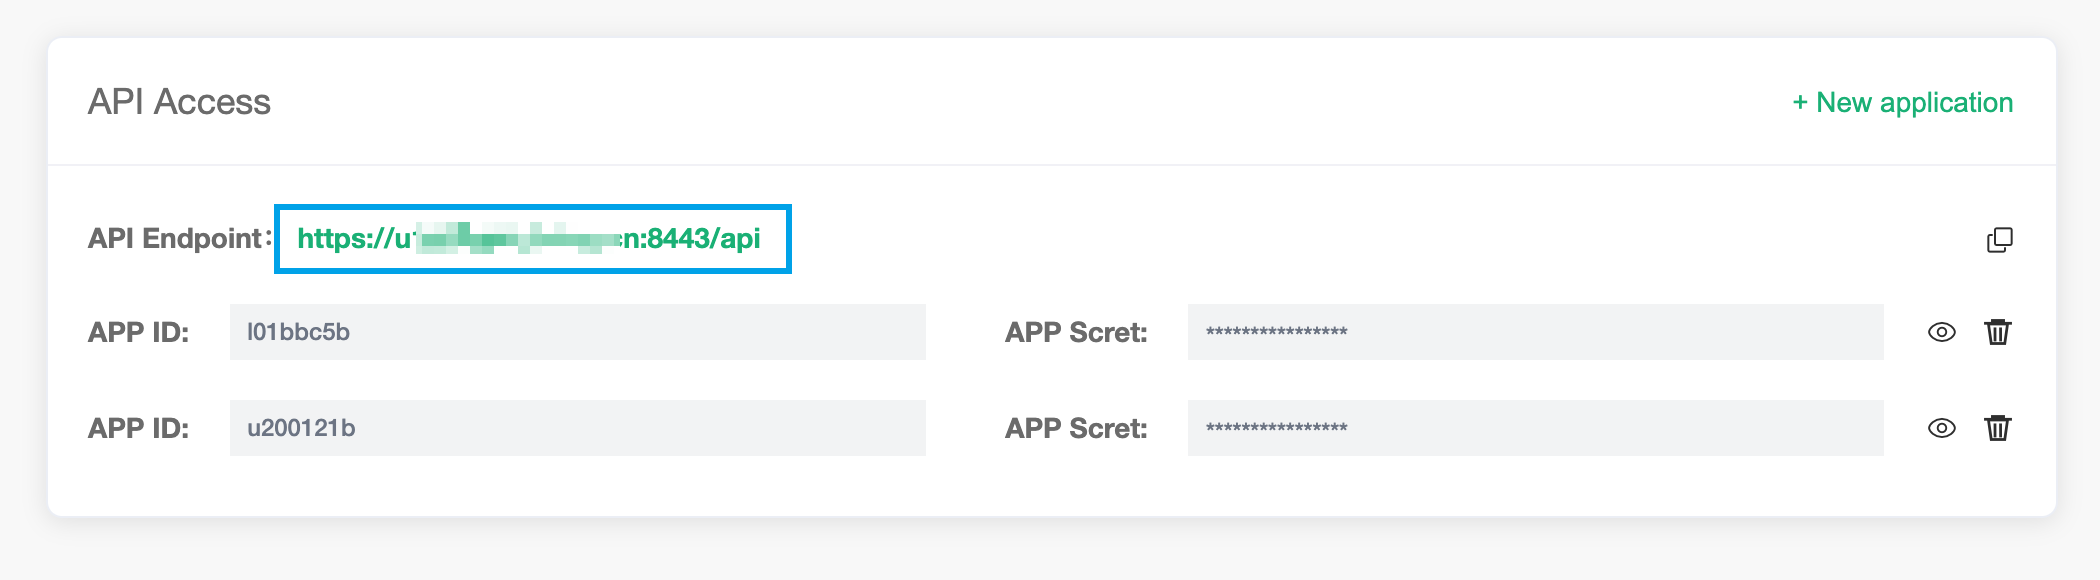 API Access
+ New application
API Endpoint: https://u cn:8443/api
APP ID: l01bbc5b APP Scret: ****************
APP ID: u200121b APP Scret: ****************